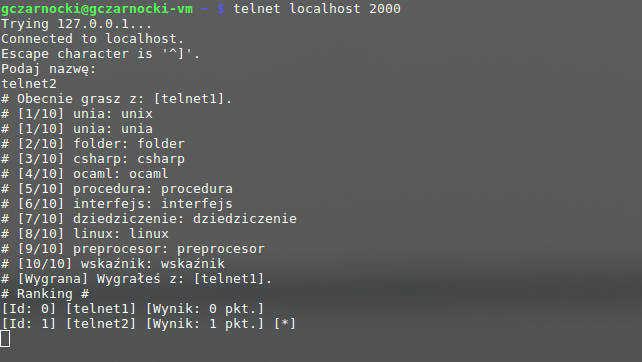 gczarnocki@gczarnocki-vm ~ $ telnet localhost 2000
Trying 127.0.0.1...
Connected to localhost.
Escape character is '^]'.
Podaj nazwę:
telnet2
# Obecnie grasz z: [telnet1].
# [1/10] unia: unix
# [1/10] unia: unia
# [2/10] folder: folder
# [3/10] csharp: csharp
# [4/10] ocaml: ocaml
# [5/10] procedura: procedura
# [6/10] interfejs: interfejs
# [7/10] dziedziczenie: dziedziczenie
# [8/10] linux: linux
# [9/10] preprocesor: preprocesor
# [10/10] wskaźnik: wskaźnik
# [Wygrana] Wygrałeś z: [telnet1].
# Ranking #
[Id: 0] [telnet1] [Wynik: 0 pkt.]
[Id: 1] [telnet2] [Wynik: 1 pkt.] [*]